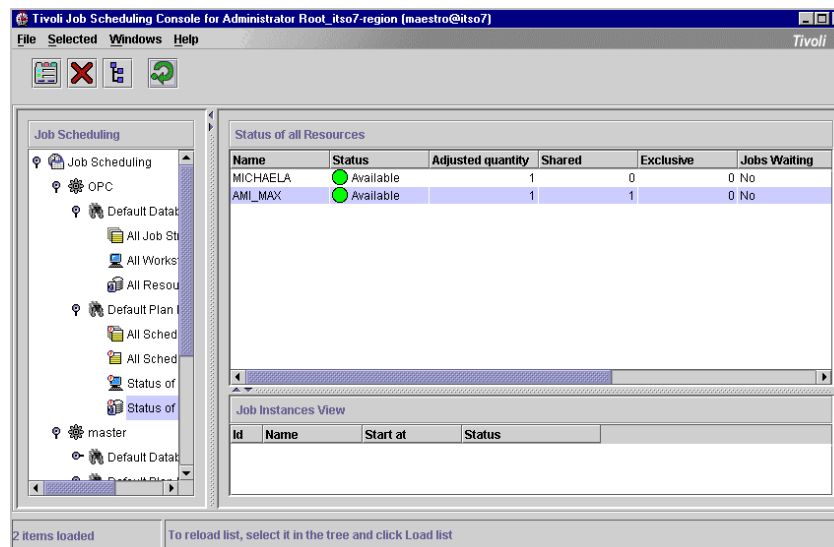 Tivoli Job Scheduling Console for Administrator Root_itso7-region (maestro@itso7)
File Selected Windows Help
Tivoli
Job Scheduling
Job Scheduling
OPC
Default Datab
All Job Str
All Works
All Resou
Default Plan
All Sched
All Sched
Status of
Status of
master
Default Datab
Default Plan
Status of all Resources
Name Status Adjusted quantity Shared Exclusive Jobs Waiting
MICHAELA Available 1 0 0 No
AMI_MAX Available 1 1 0 No
Job Instances View
Id Name Start at Status
2 items loaded
To reload list, select it in the tree and click Load list